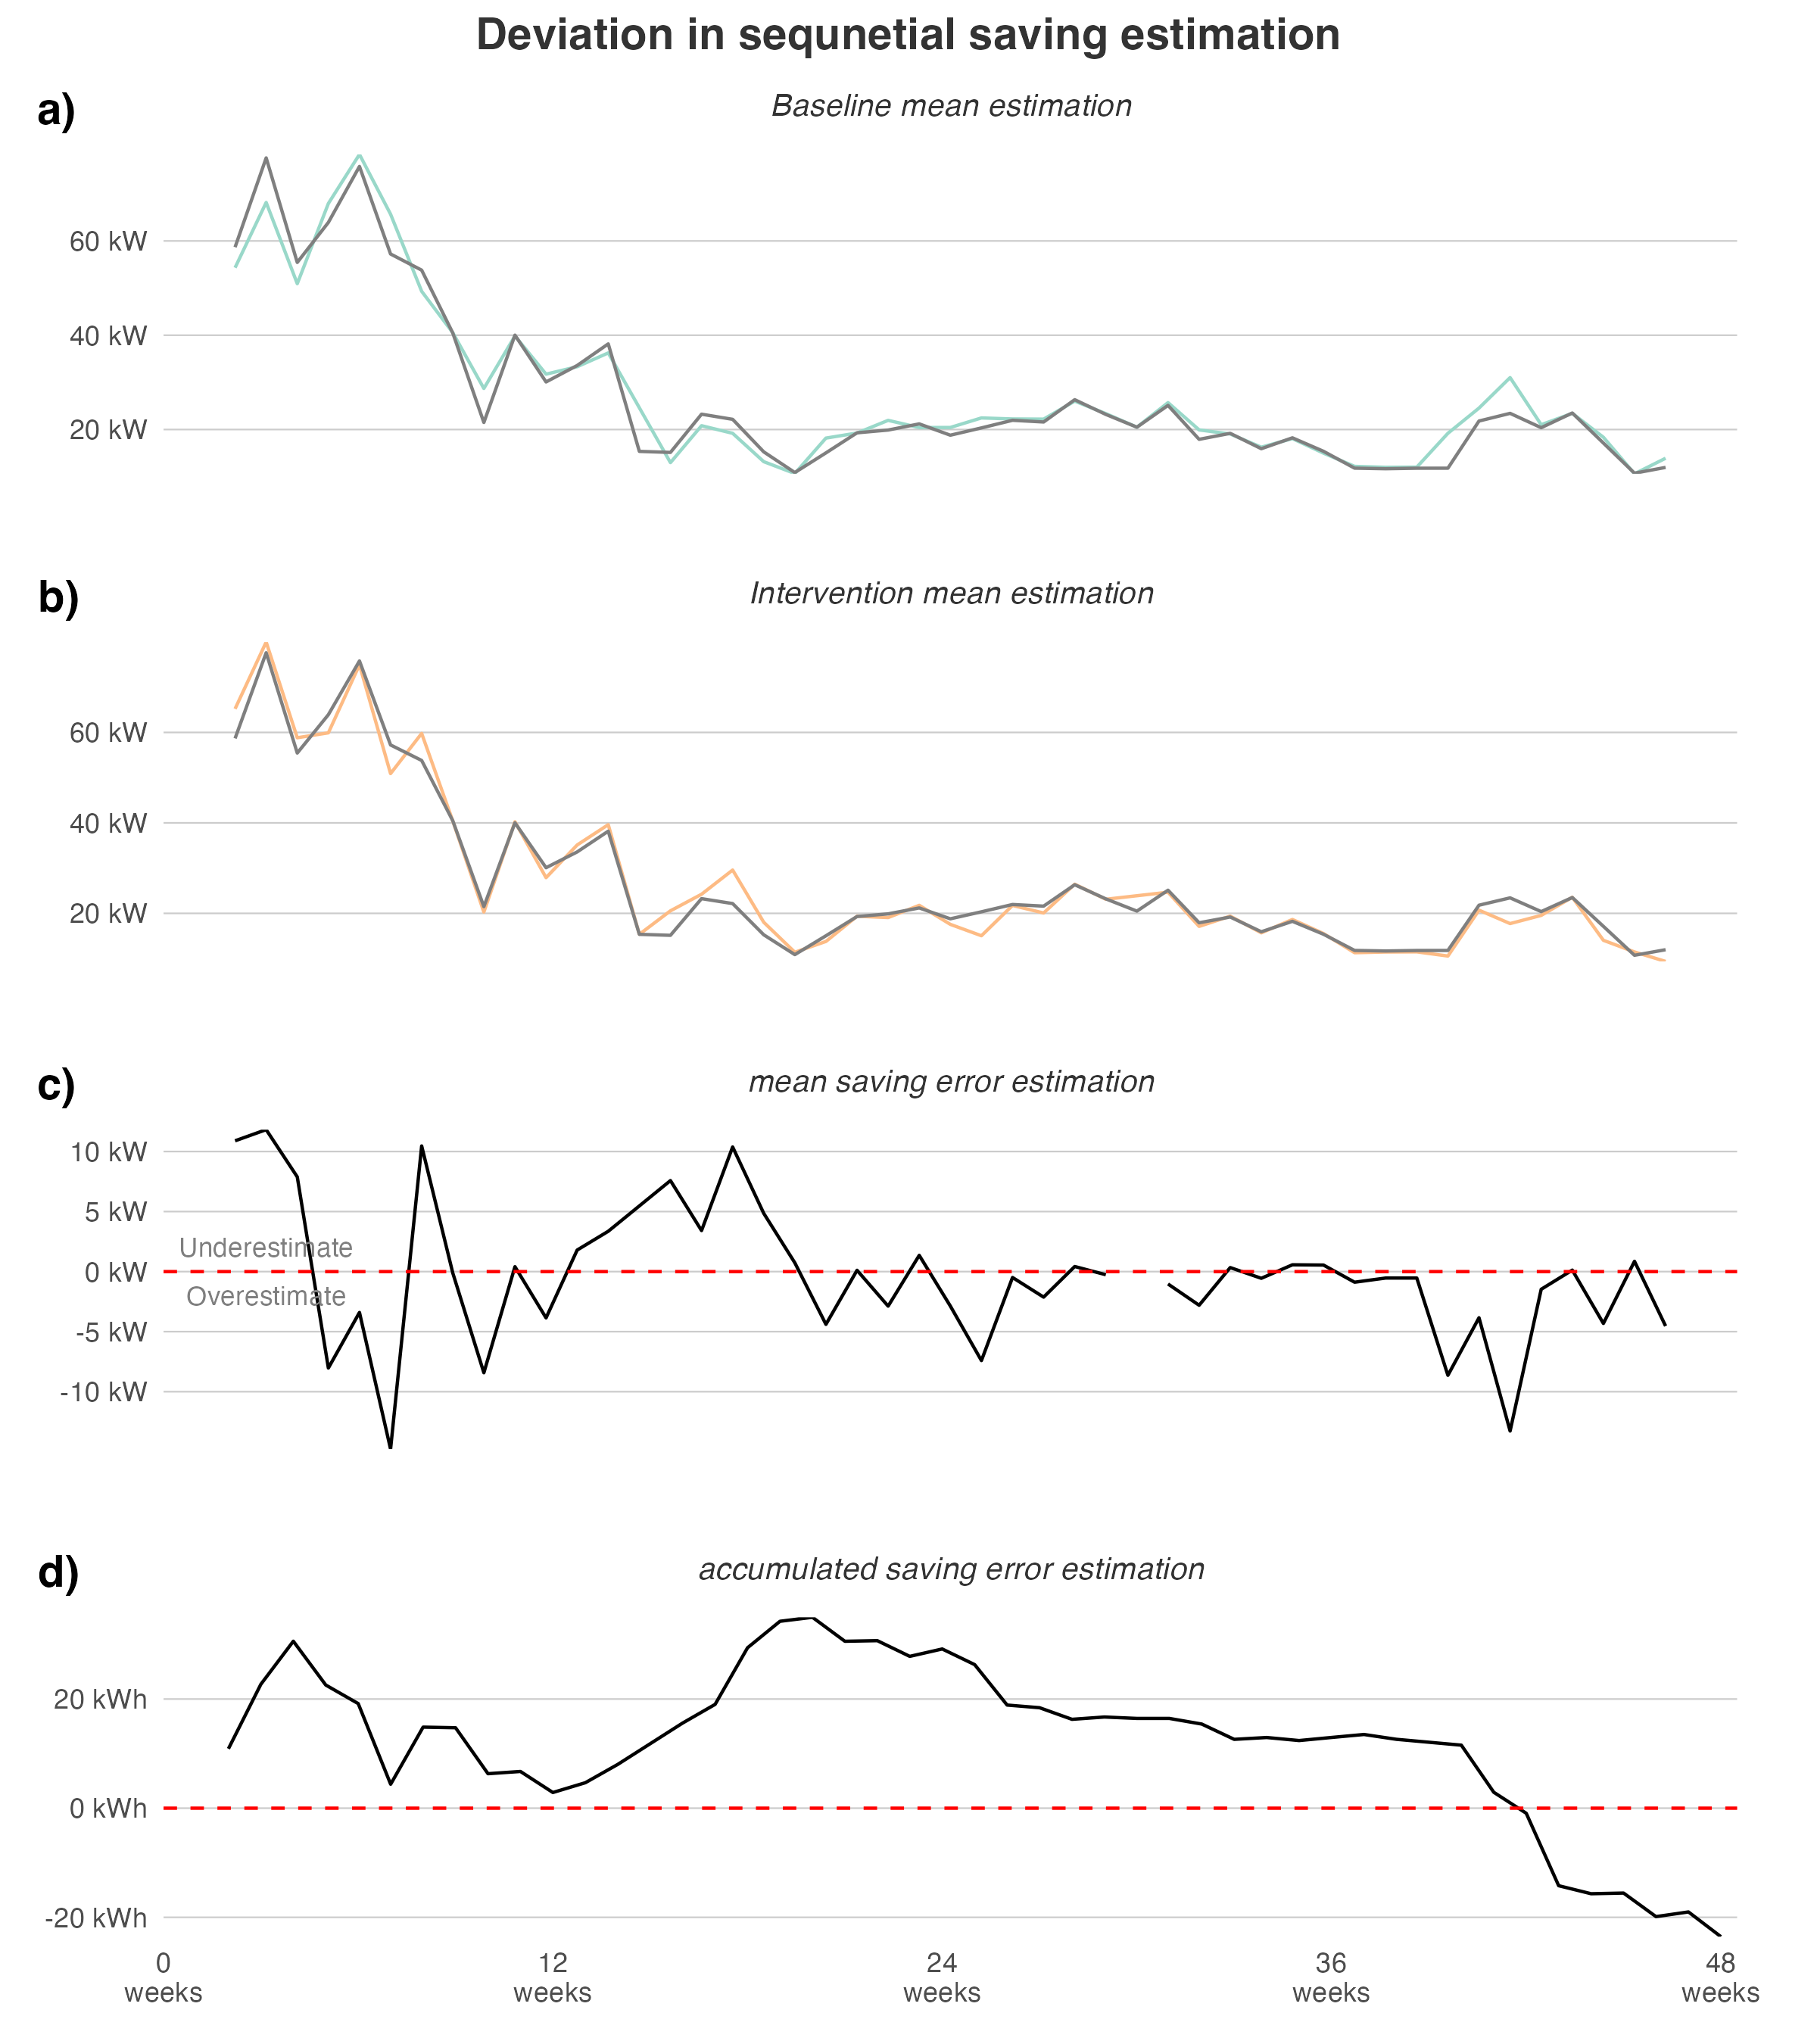 Deviation in sequnetial saving estimation
a)
Baseline mean estimation
60 kW
40 kW
20 kW
b)
Intervention mean estimation
60 kW
40 kW
20 kW
c)
mean saving error estimation
10 kW
5 kW
Underestimate
0 kW
Overestimate
-5 kW
-10 kW
d)
accumulated saving error estimation
20 kWh
0 kWh
-20 kWh
0 12 24 36 48
weeks weeks weeks weeks weeks